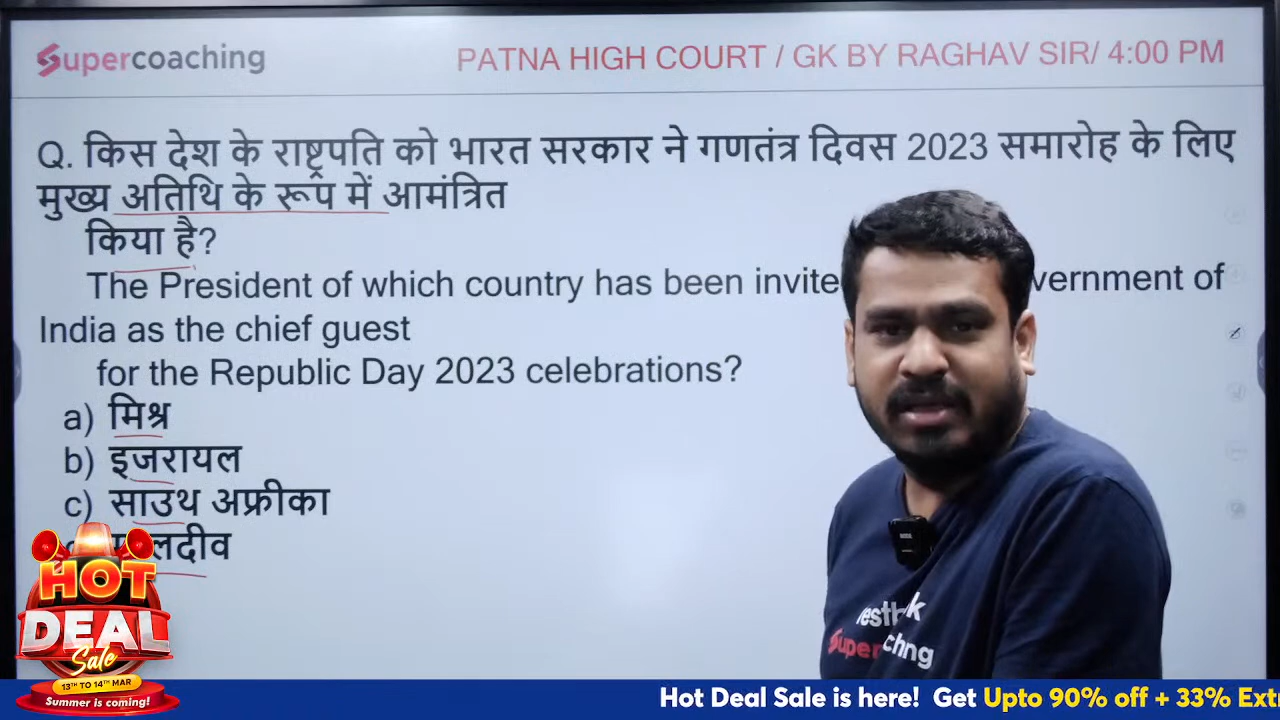 Supercoaching
PATNA HIGH COURT / GK BY RAGHAV SIR/ 4:00 PM
Q. किस देश के राष्ट्रपति को भारत सरकार ने गणतंत्र दिवस 2023 समारोह के लिए
मुख्य अतिथि के रूप में आमंत्रित
किया है?
The President of which country has been invite vernment of
India as the chief guest
for the Republic Day 2023 celebrations?
a) मिश्र
b) इजरायल
c) साउथ अफ्रीका
लदीव
HOT
DEAL
Sale
13TH TO 14TH MAR
Summer is coming!
Hot Deal Sale is here! Get Upto 90% off + 33% Ext